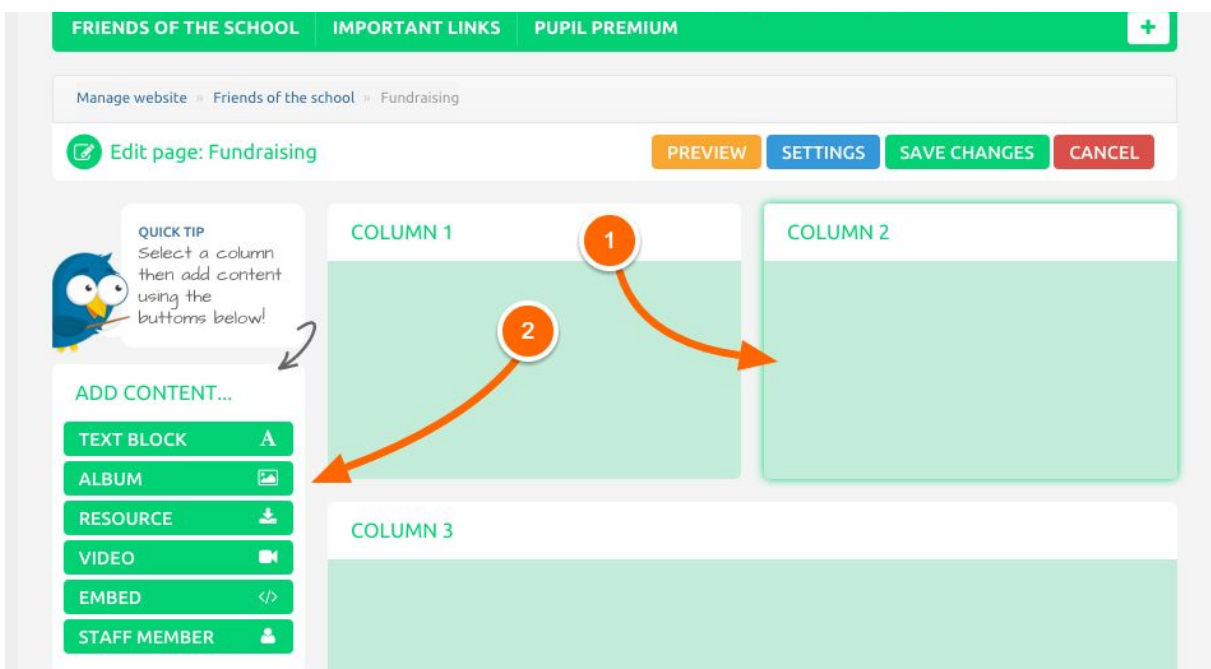 FRIENDS OF THE SCHOOL IMPORTANT LINKS PUPIL PREMIUM +
Manage website » Friends of the school » Fundraising
Edit page: Fundraising
PREVIEW SETTINGS SAVE CHANGES CANCEL
QUICK TIP
Select a column
then add content
using the
buttoms below!
COLUMN 1
1
COLUMN 2
2
ADD CONTENT...
TEXT BLOCK A
ALBUM
RESOURCE
VIDEO
EMBED </>
STAFF MEMBER
COLUMN 3